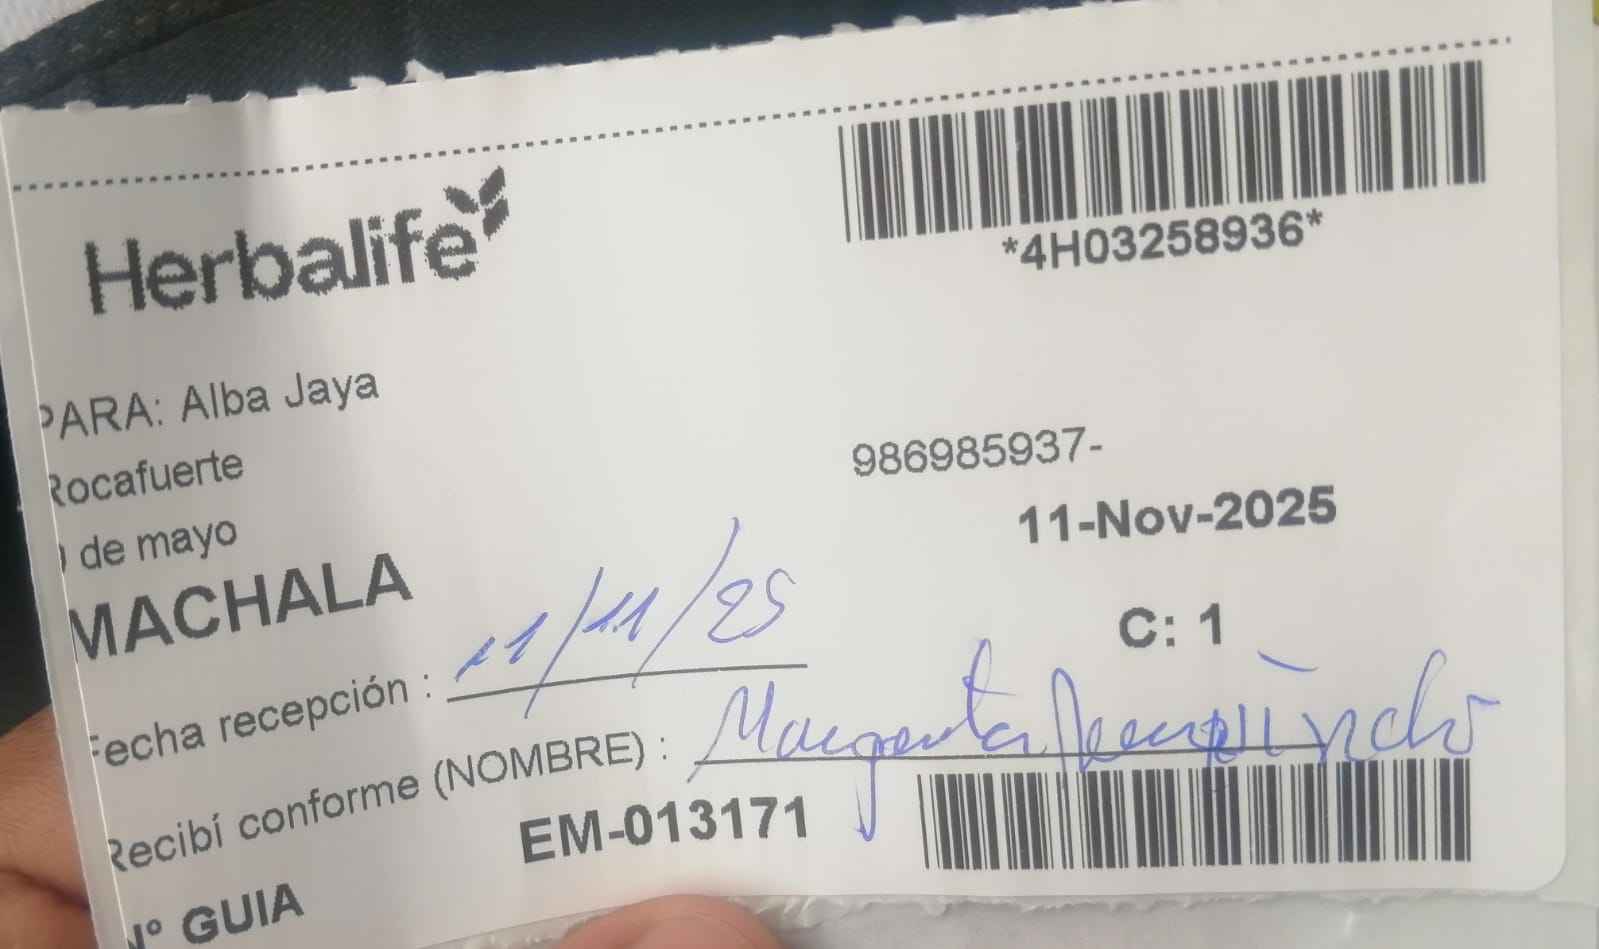 Herbalife
*4H03258936*
PARA: Alba Jaya
Rocafuerte
986985937-
de mayo
11-Nov-2025
MACHALA
C: 1
Fecha recepción : 11/11/25
Recibí conforme (NOMBRE) : Margarita
EM-013171
N° GUIA